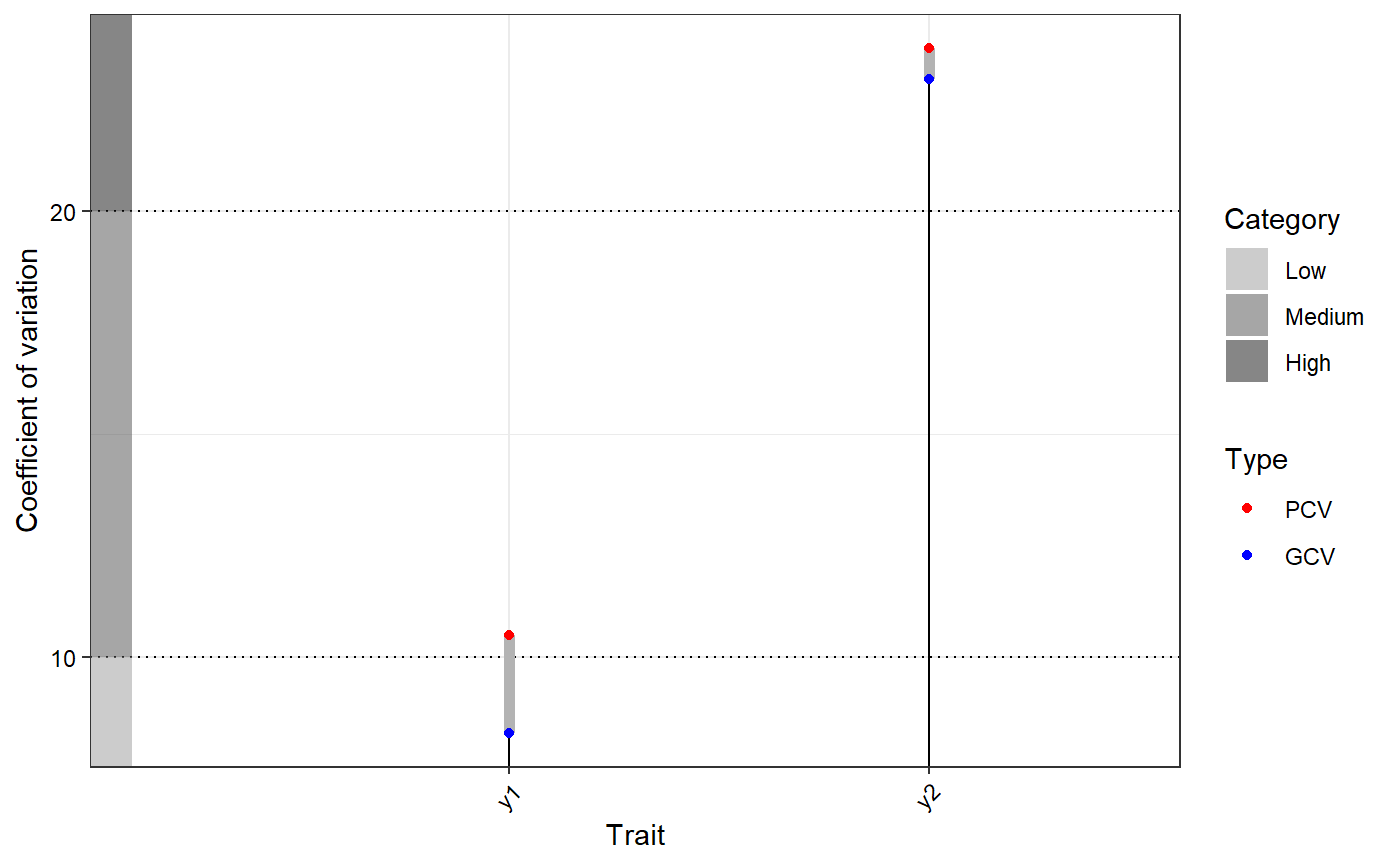 Coefficient of variation
20
10
y1
y2
Trait
Category
Low
Medium
High
Type
PCV
GCV